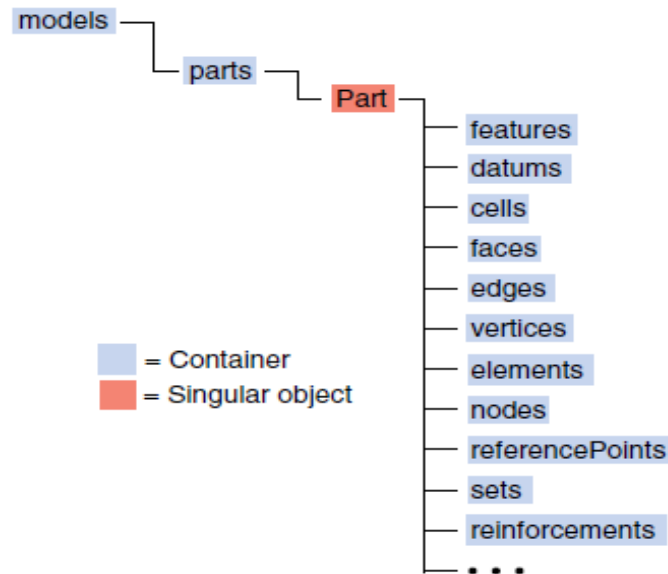 models
parts
Part
features
datums
cells
faces
edges
vertices
= Container
elements
= Singular object
nodes
referencePoints
sets
reinforcements
• • •